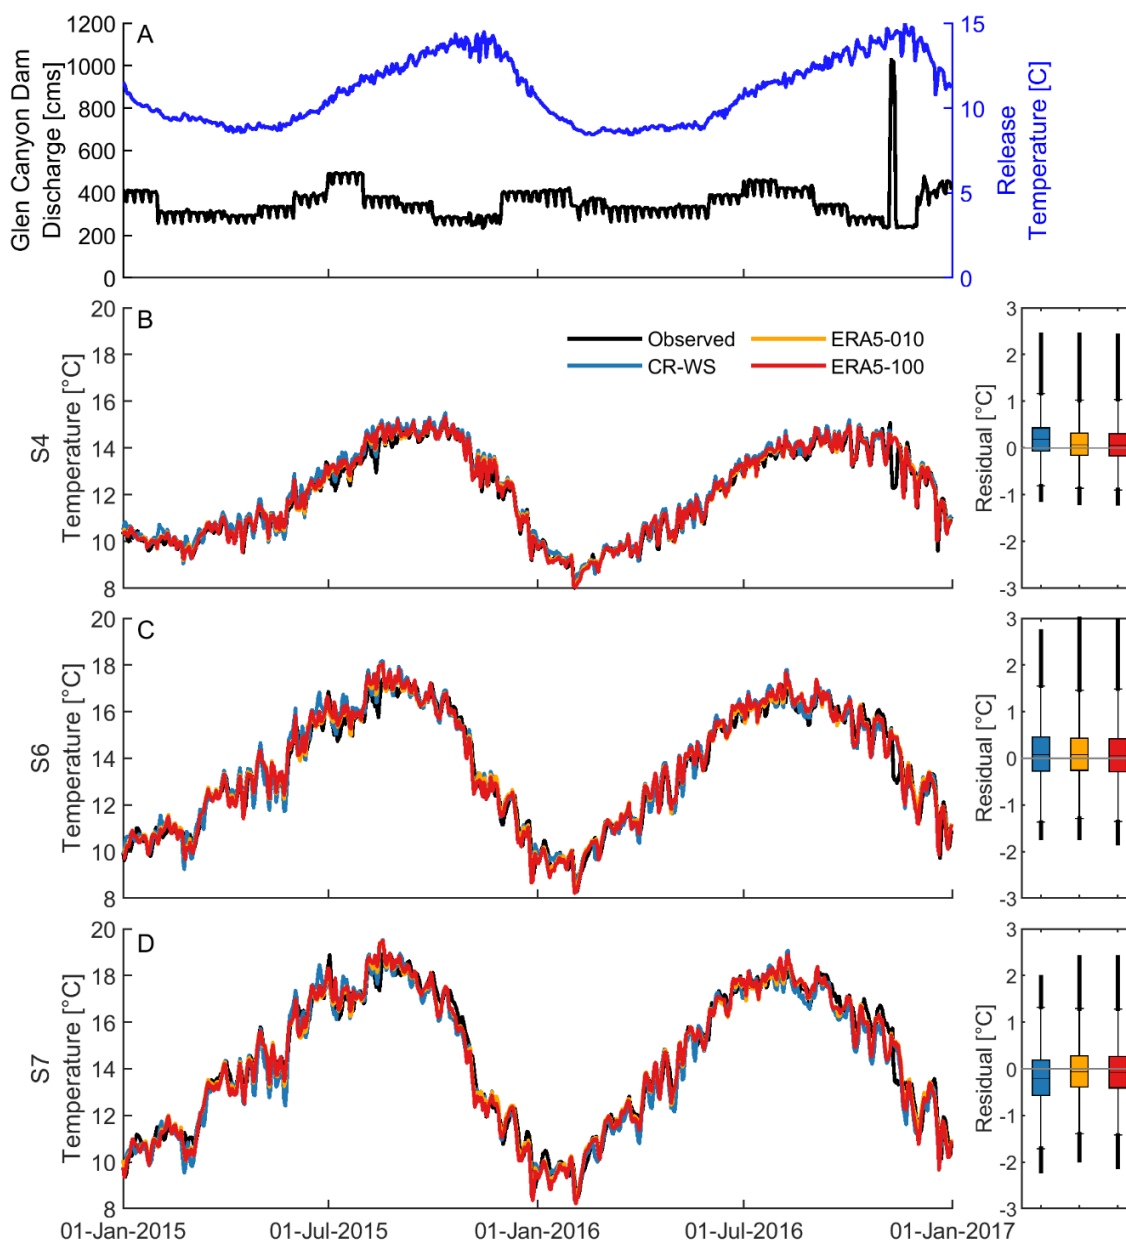 A
Glen Canyon Dam
Discharge [cms]
1200
1000
800
600
400
200
0
15
10
5
0
Release
Temperature [C]
B
S4
Temperature [°C]
20
18
16
14
12
10
8
Observed
ERA5-010
CR-WS
ERA5-100
Residual [°C]
3
2
1
0
-1
-2
-3
C
S6
Temperature [°C]
20
18
16
14
12
10
8
Residual [°C]
3
2
1
0
-1
-2
-3
D
S7
Temperature [°C]
20
18
16
14
12
10
8
Residual [°C]
3
2
1
0
-1
-2
-3
01-Jan-2015
01-Jul-2015
01-Jan-2016
01-Jul-2016
01-Jan-2017